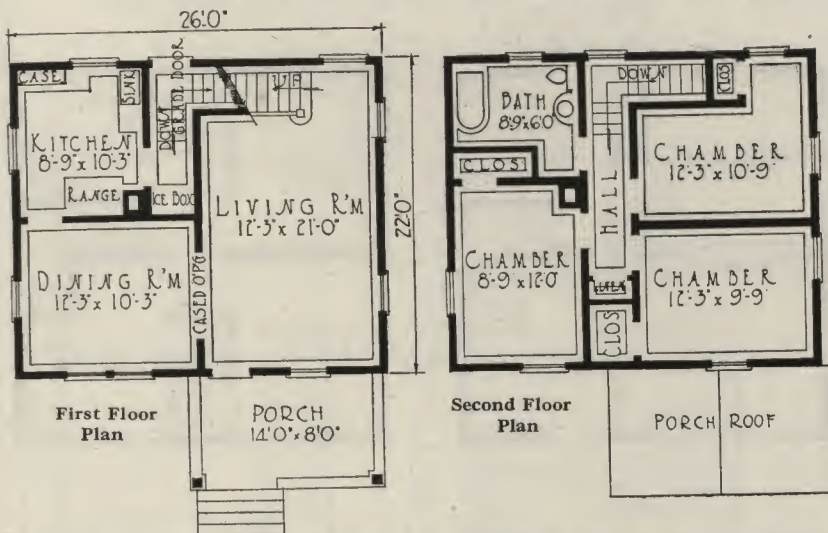 26'-0"
CASE
SINK
DOWN
GRADE DOOR
UP
KITCHEN
8'-9" x 10'-3"
RANGE
ICE BOX
LIVING R'M
12'-3" x 21'-0"
22'-0"
DINING R'M
12'-3" x 10'-3"
CASED OP'G
First Floor
Plan
PORCH
14'-0" x 8'-0"
BATH
8'-9" x 6'-0"
DOWN
CLOS
CLOS
CHAMBER
12'-3" x 10'-9"
HALL
CHAMBER
8'-9" x 12'-0"
CHAMBER
12'-3" x 9'-9"
LINEN
CLOS
Second Floor
Plan
PORCH ROOF